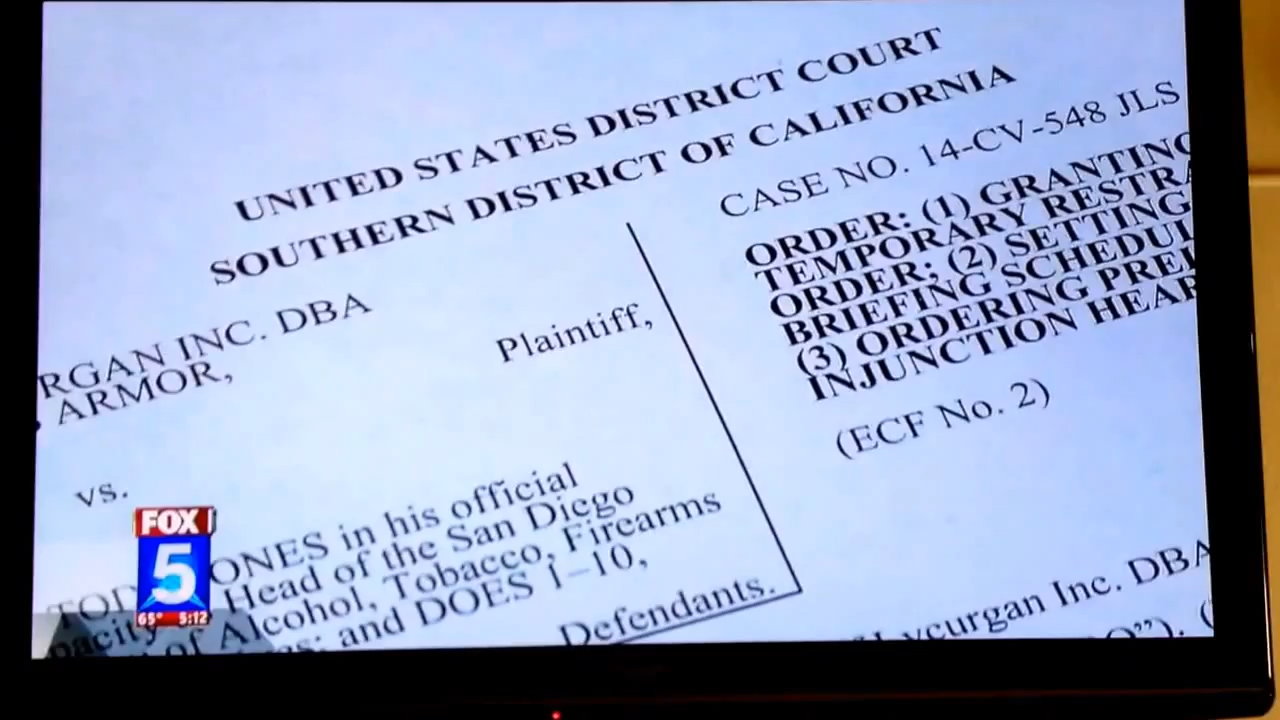 UNITED STATES DISTRICT COURT
SOUTHERN DISTRICT OF CALIFORNIA
RGAN INC. DBA
ARMOR,
Plaintiff,
vs.
ONES in his official
Head of the San Diego
Alcohol, Tobacco, Firearms
and DOES 1-10,
Defendants.
CASE NO. 14-CV-548 JLS
ORDER: (1) GRANTING
TEMPORARY RESTRA
ORDER; (2) SETTING
BRIEFING SCHEDUL
(3) ORDERING PREL
INJUNCTION HEAR
(ECF No. 2)
ycurgan Inc. DBA
FOX
5
65° 5:12